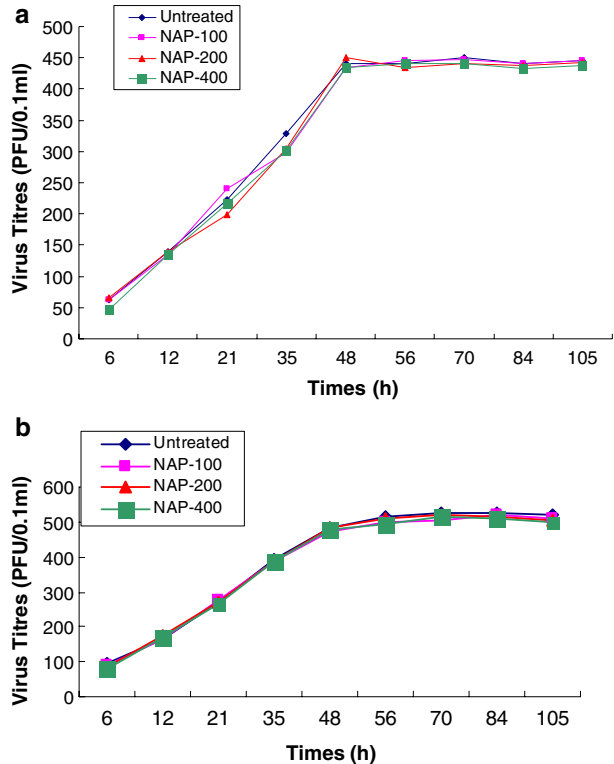 a
Untreated
NAP-100
NAP-200
NAP-400
Virus Titres (PFU/0.1ml)
500
450
400
350
300
250
200
150
100
50
0
6 12 21 35 48 56 70 84 105
Times (h)
b
Untreated
NAP-100
NAP-200
NAP-400
Virus Titres (PFU/0.1ml)
600
500
400
300
200
100
0
6 12 21 35 48 56 70 84 105
Times (h)